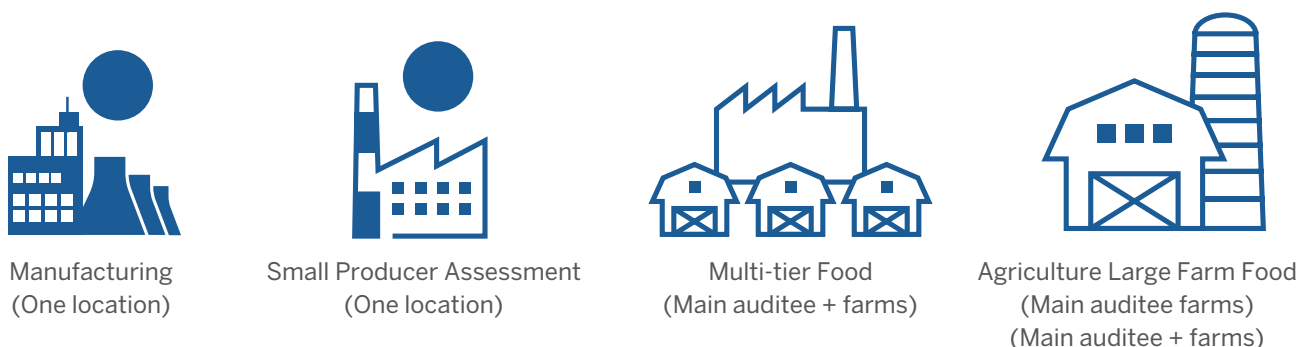 Manufacturing
(One location)
Small Producer Assessment
(One location)
Multi-tier Food
(Main auditee + farms)
Agriculture Large Farm Food
(Main auditee farms)
(Main auditee + farms)